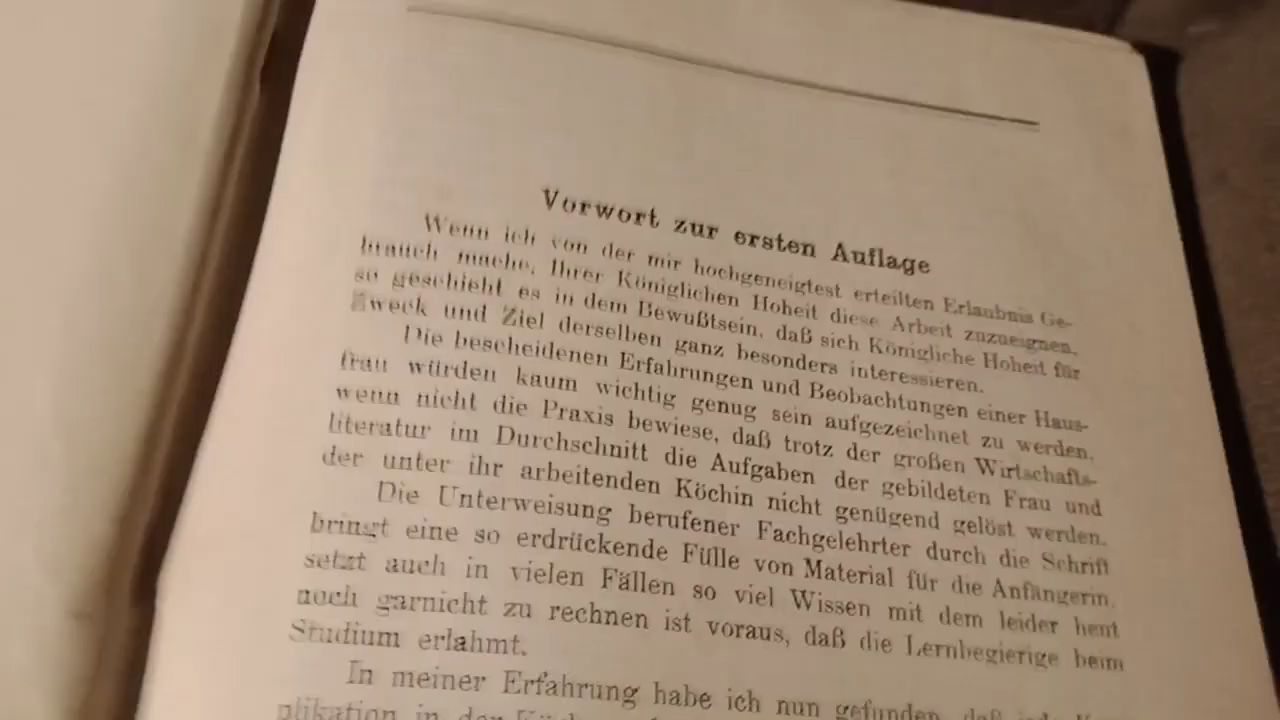 Vorwort zur ersten Auflage
Wenn ich von der mir hochgeneigtest erteilten Erlaubnis Ge-
brauch mache, Ihrer Königlichen Hoheit diese Arbeit zuzueignen,
so geschieht es in dem Bewußtsein, daß sich Königliche Hoheit für
Zweck und Ziel derselben ganz besonders interessieren.
Die bescheidenen Erfahrungen und Beobachtungen einer Haus-
frau würden kaum wichtig genug sein aufgezeichnet zu werden,
wenn nicht die Praxis bewiese, daß trotz der großen Wirtschafts-
literatur im Durchschnitt die Aufgaben der gebildeten Frau und
der unter ihr arbeitenden Köchin nicht genügend gelöst werden.
Die Unterweisung berufener Fachgelehrter durch die Schrift
bringt eine so erdrückende Fülle von Material für die Anfängerin,
setzt auch in vielen Fällen so viel Wissen mit dem leider heut
noch garnicht zu rechnen ist voraus, daß die Lernbegierige beim
Studium erlahmt.
In meiner Erfahrung habe ich nun gefunden, daß
plikation in der